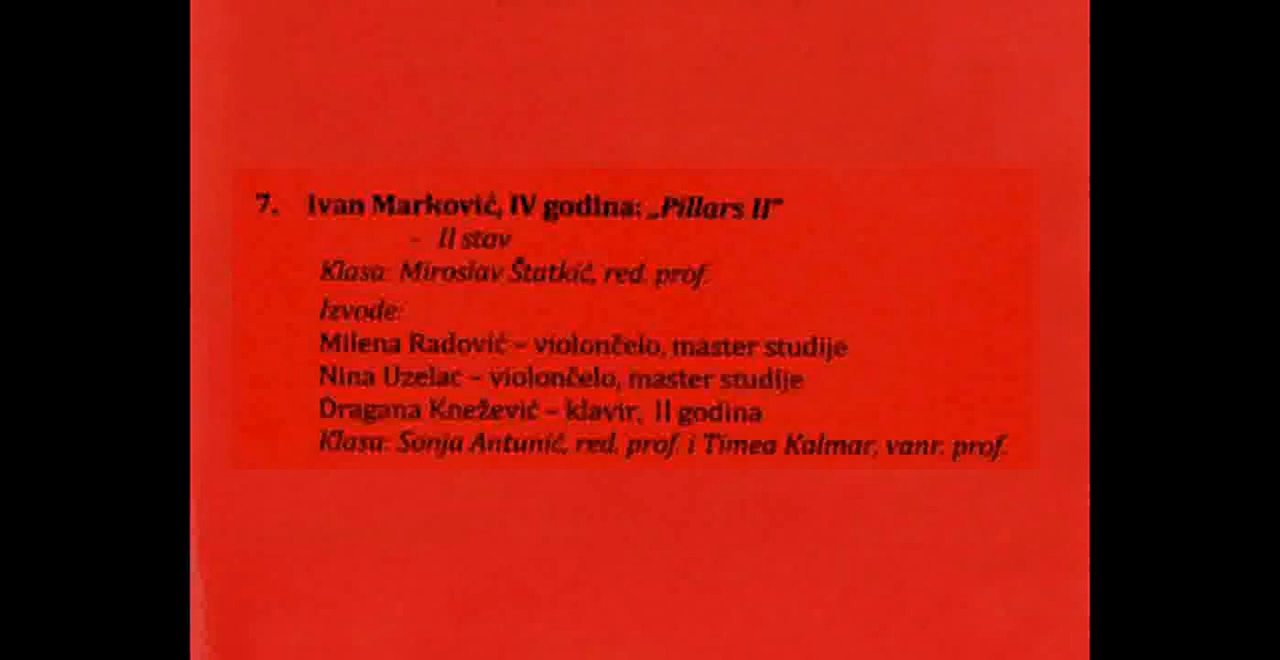 7. Ivan Marković, IV godina: „Pillars II"
- II stav
Klasa: Miroslav Štatkić, red. prof.
Izvode:
Milena Radović – violončelo, master studije
Nina Uzelac – violončelo, master studije
Dragana Knežević – klavir, II godina
Klasa: Sonja Antunić, red. prof. i Timea Kalmar, vanr. prof.